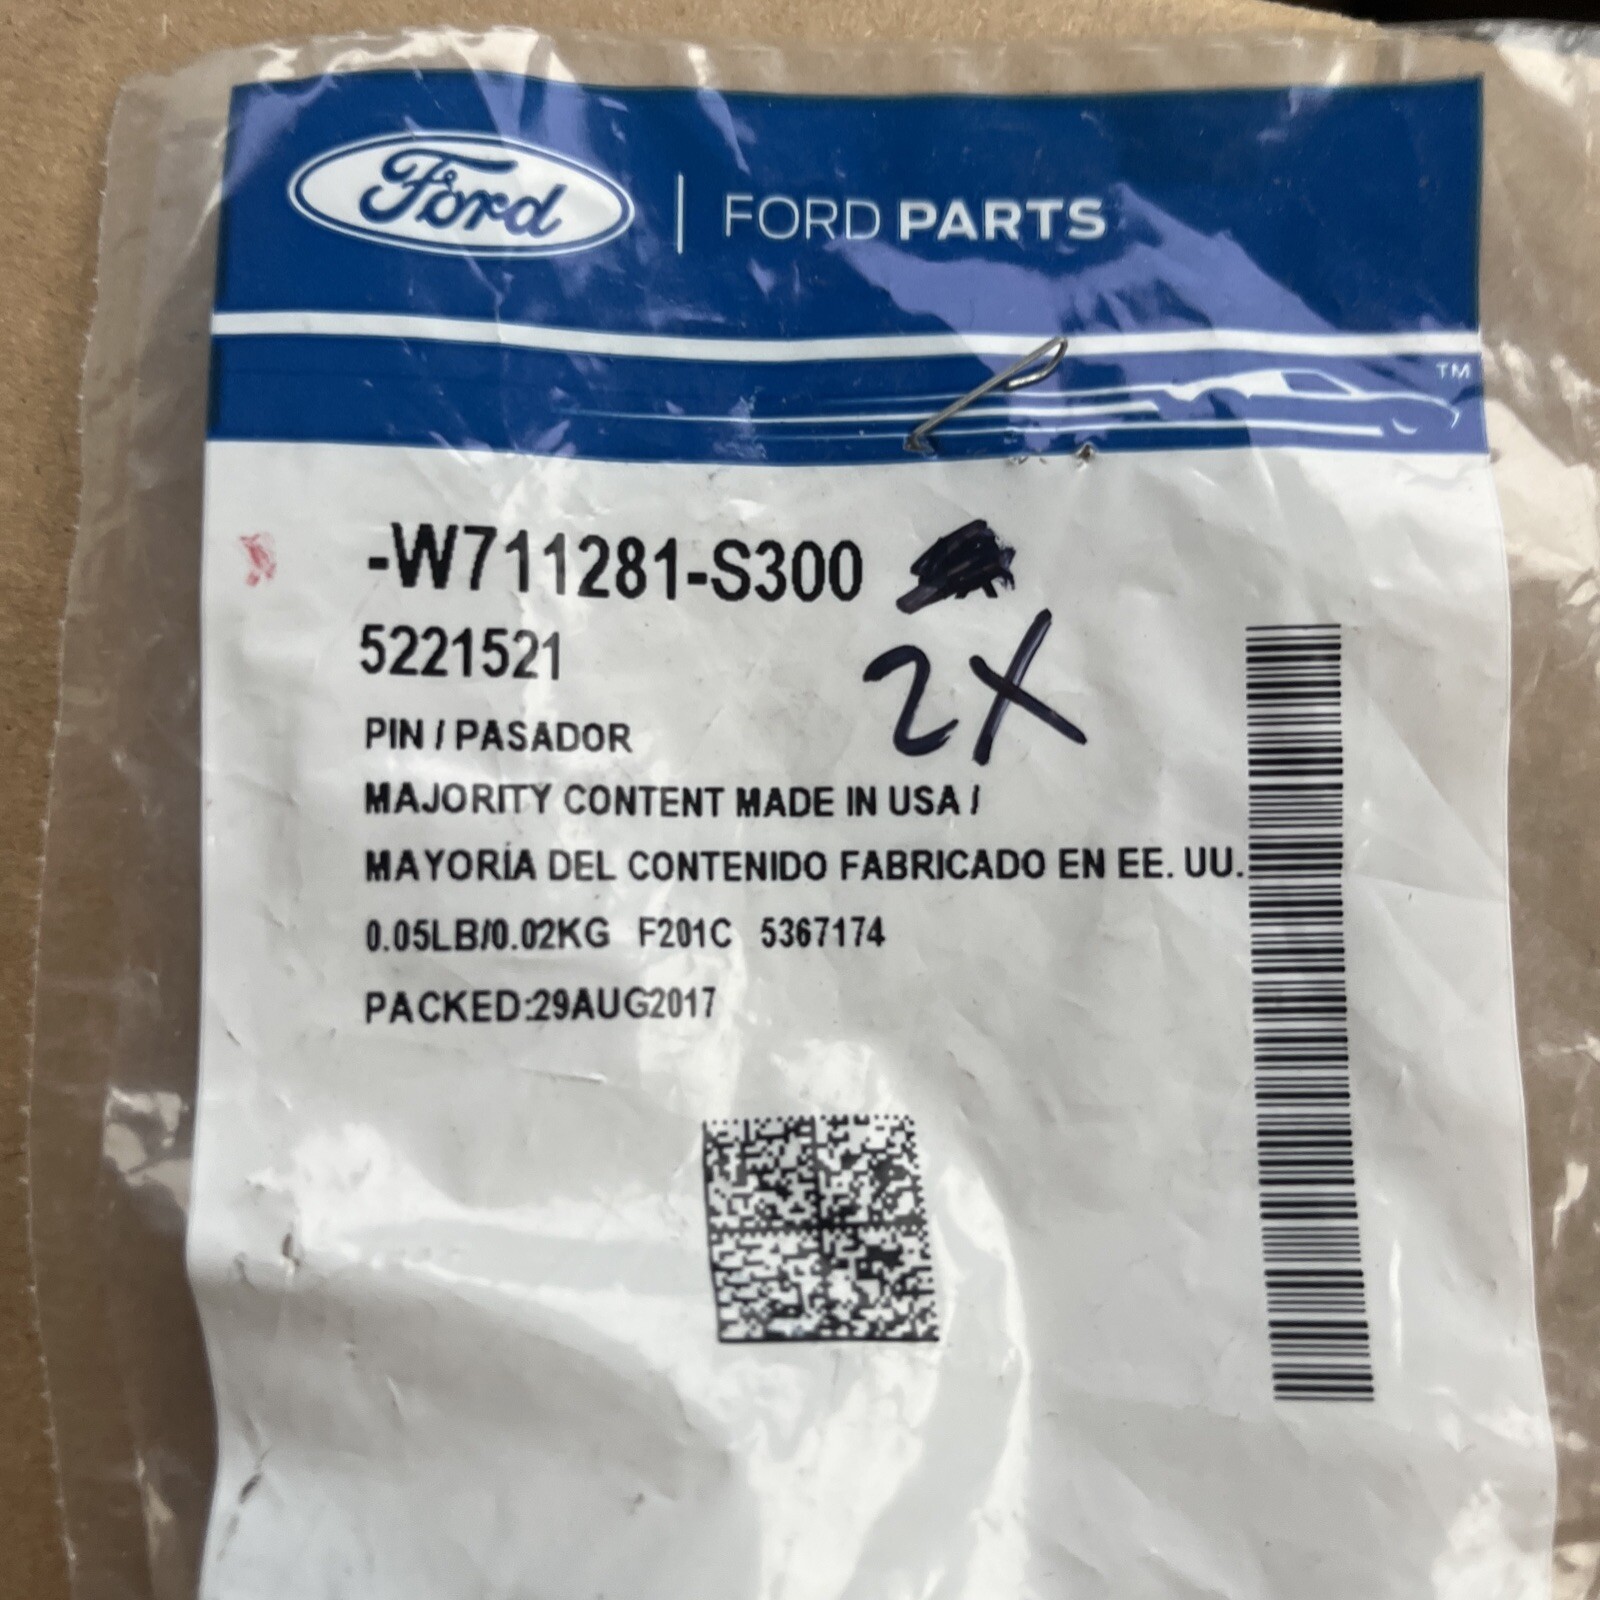 Ford | FORD PARTS
TM
-W711281-S300
5221521
2X
PIN / PASADOR
MAJORITY CONTENT MADE IN USA /
MAYORÍA DEL CONTENIDO FABRICADO EN EE. UU.
0.05LB/0.02KG F201C 5367174
PACKED:29AUG2017